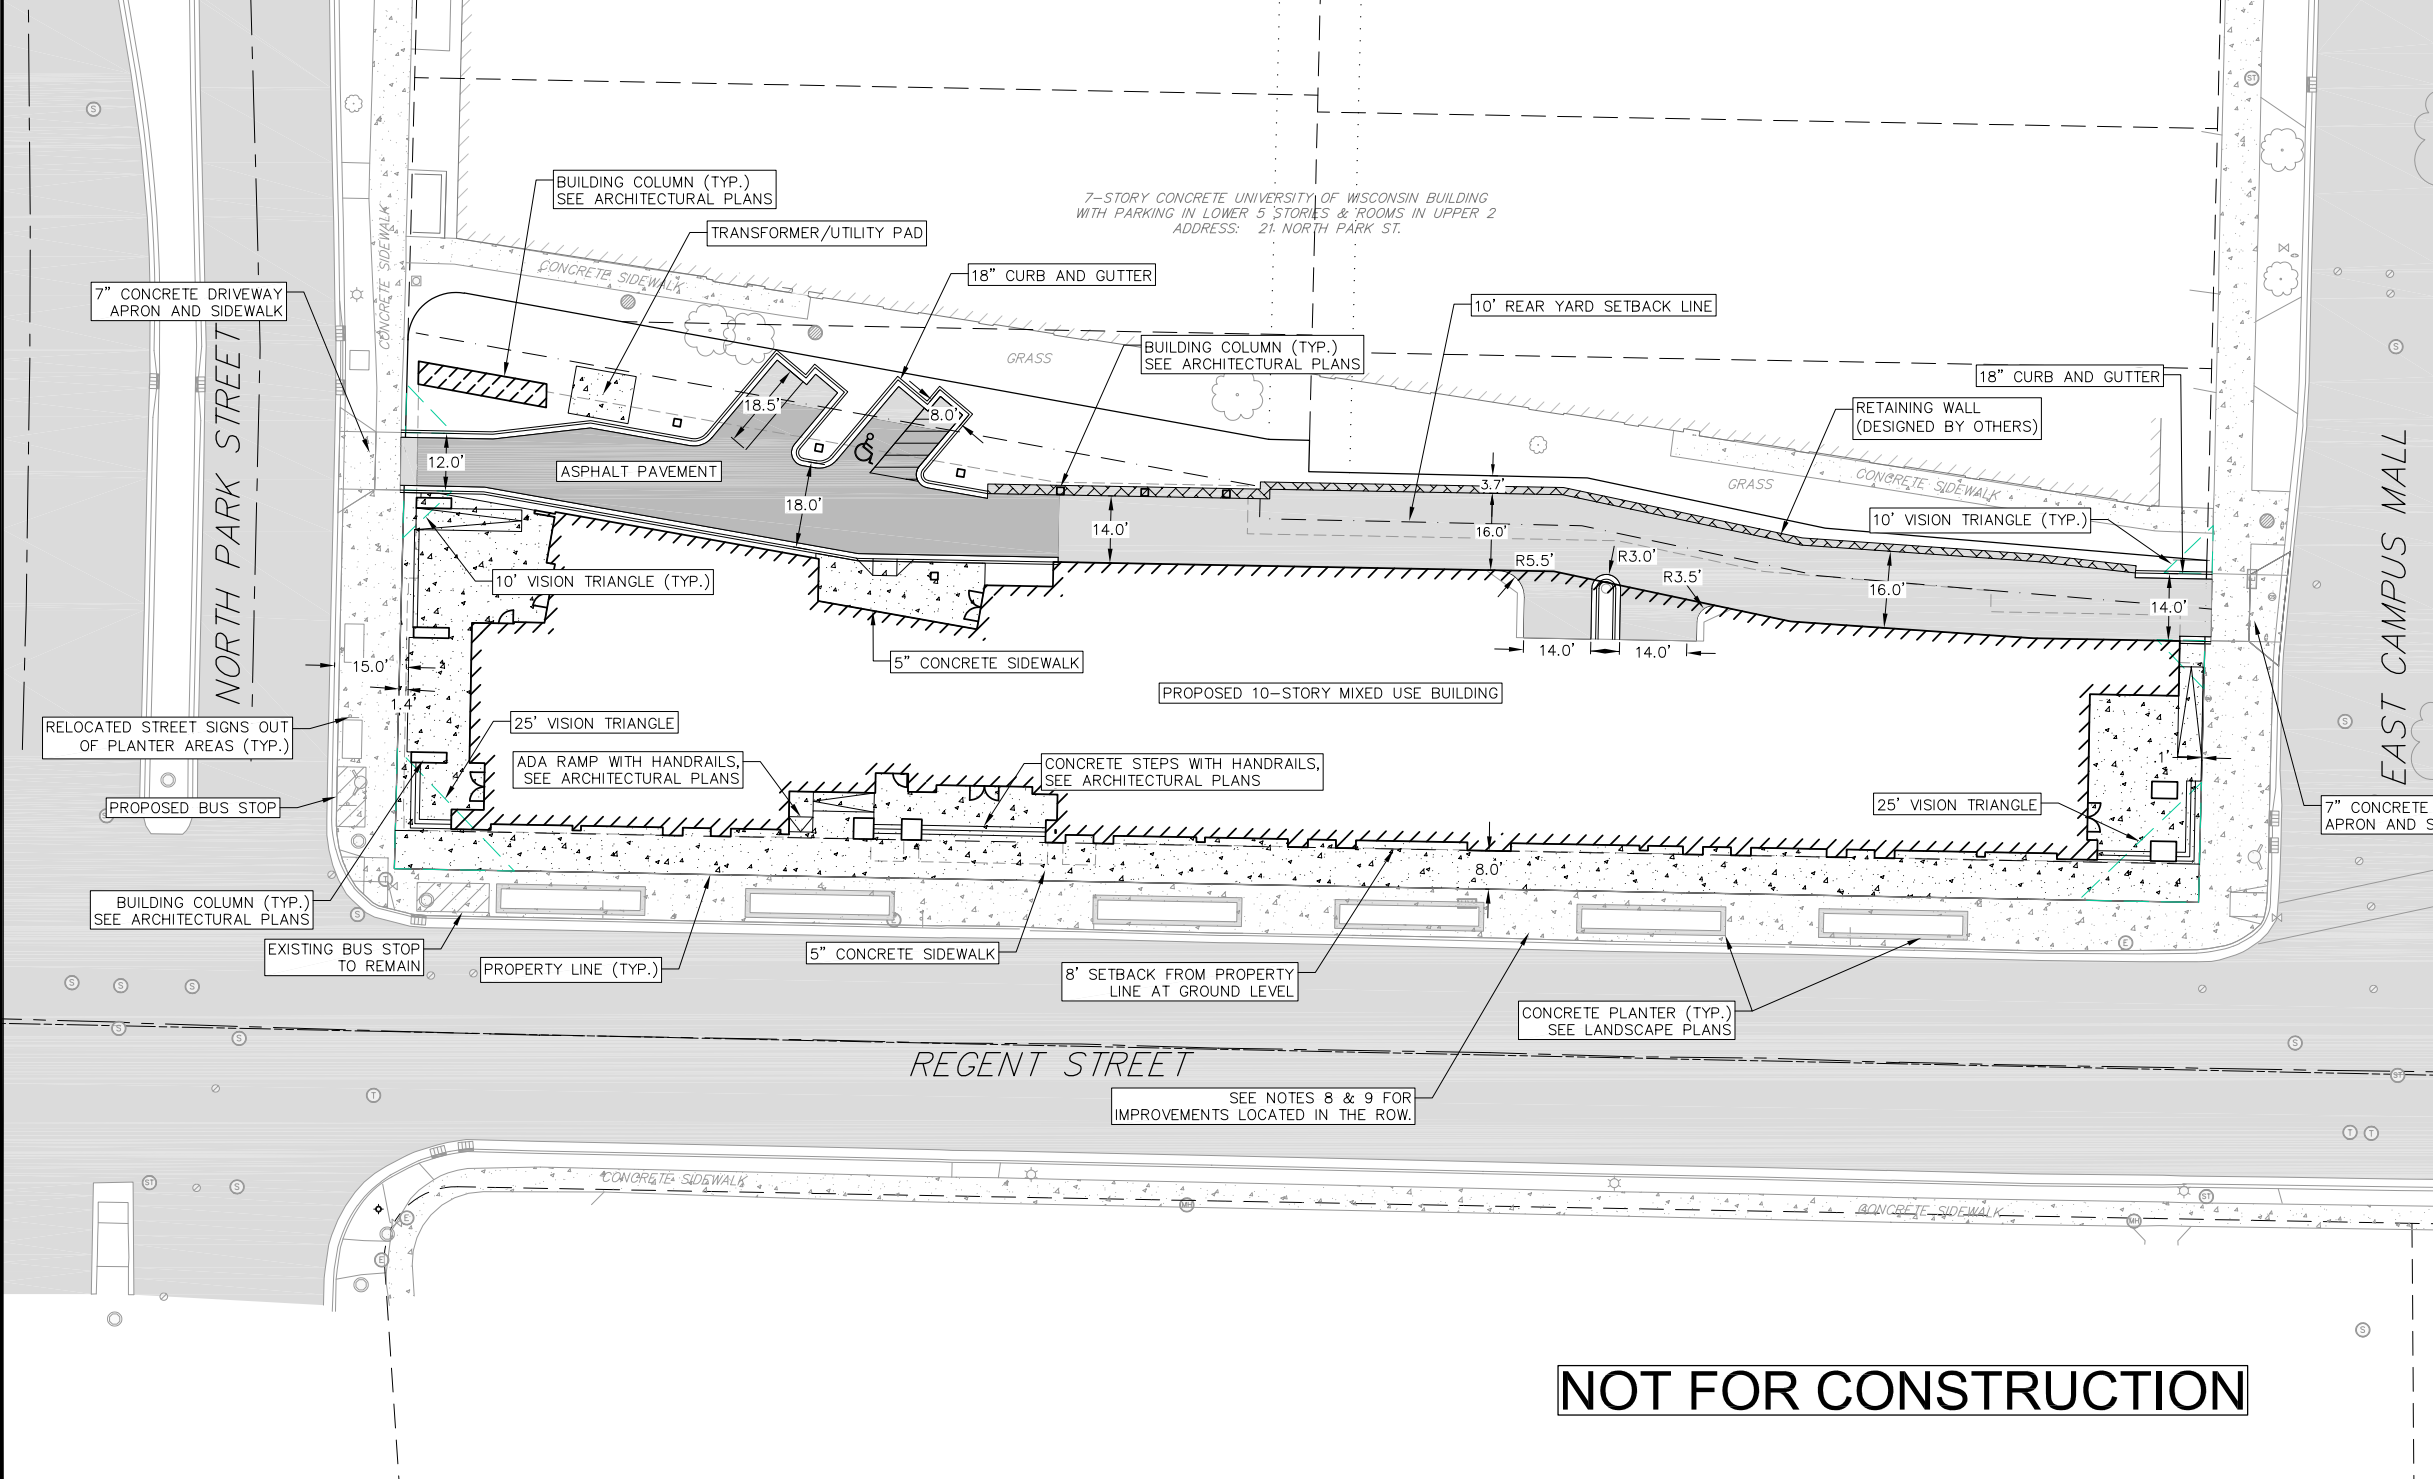 7-STORY CONCRETE UNIVERSITY OF WISCONSIN BUILDING
WITH PARKING IN LOWER 5 STORIES & ROOMS IN UPPER 2
ADDRESS: 21 NORTH PARK ST.
BUILDING COLUMN (TYP.)
SEE ARCHITECTURAL PLANS
TRANSFORMER/UTILITY PAD
CONCRETE SIDEWALK
CONCRETE SIDEWALK
18" CURB AND GUTTER
7" CONCRETE DRIVEWAY
APRON AND SIDEWALK
10' REAR YARD SETBACK LINE
BUILDING COLUMN (TYP.)
SEE ARCHITECTURAL PLANS
GRASS
18" CURB AND GUTTER
RETAINING WALL
(DESIGNED BY OTHERS)
NORTH PARK STREET
EAST CAMPUS MALL
18.5'
8.0'
12.0'
ASPHALT PAVEMENT
18.0'
14.0'
3.7'
16.0'
GRASS
CONCRETE SIDEWALK
10' VISION TRIANGLE (TYP.)
10' VISION TRIANGLE (TYP.)
R5.5'
R3.0'
R3.5'
16.0'
14.0'
15.0'
1.4'
5" CONCRETE SIDEWALK
14.0'
14.0'
PROPOSED 10-STORY MIXED USE BUILDING
RELOCATED STREET SIGNS OUT
OF PLANTER AREAS (TYP.)
25' VISION TRIANGLE
ADA RAMP WITH HANDRAILS,
SEE ARCHITECTURAL PLANS
CONCRETE STEPS WITH HANDRAILS,
SEE ARCHITECTURAL PLANS
1'
PROPOSED BUS STOP
25' VISION TRIANGLE
7" CONCRETE
APRON AND S
8.0'
BUILDING COLUMN (TYP.)
SEE ARCHITECTURAL PLANS
EXISTING BUS STOP
TO REMAIN
PROPERTY LINE (TYP.)
5" CONCRETE SIDEWALK
8' SETBACK FROM PROPERTY
LINE AT GROUND LEVEL
CONCRETE PLANTER (TYP.)
SEE LANDSCAPE PLANS
REGENT STREET
SEE NOTES 8 & 9 FOR
IMPROVEMENTS LOCATED IN THE ROW.
CONCRETE SIDEWALK
CONCRETE SIDEWALK
NOT FOR CONSTRUCTION